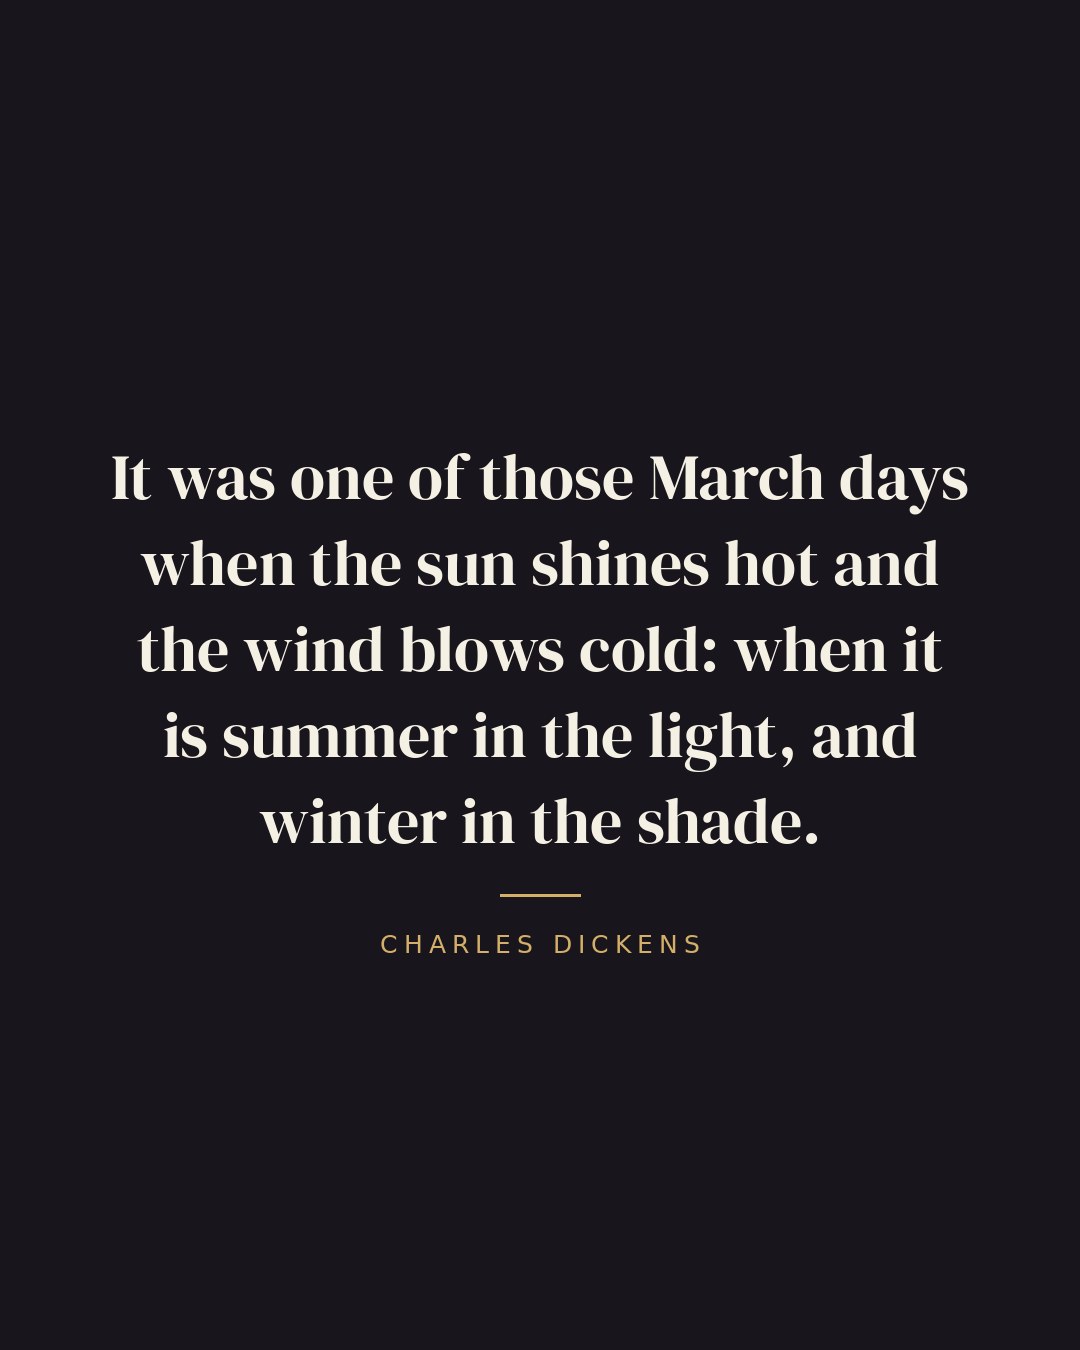 It was one of those March days
when the sun shines hot and
the wind blows cold: when it
is summer in the light, and
winter in the shade.
CHARLES DICKENS